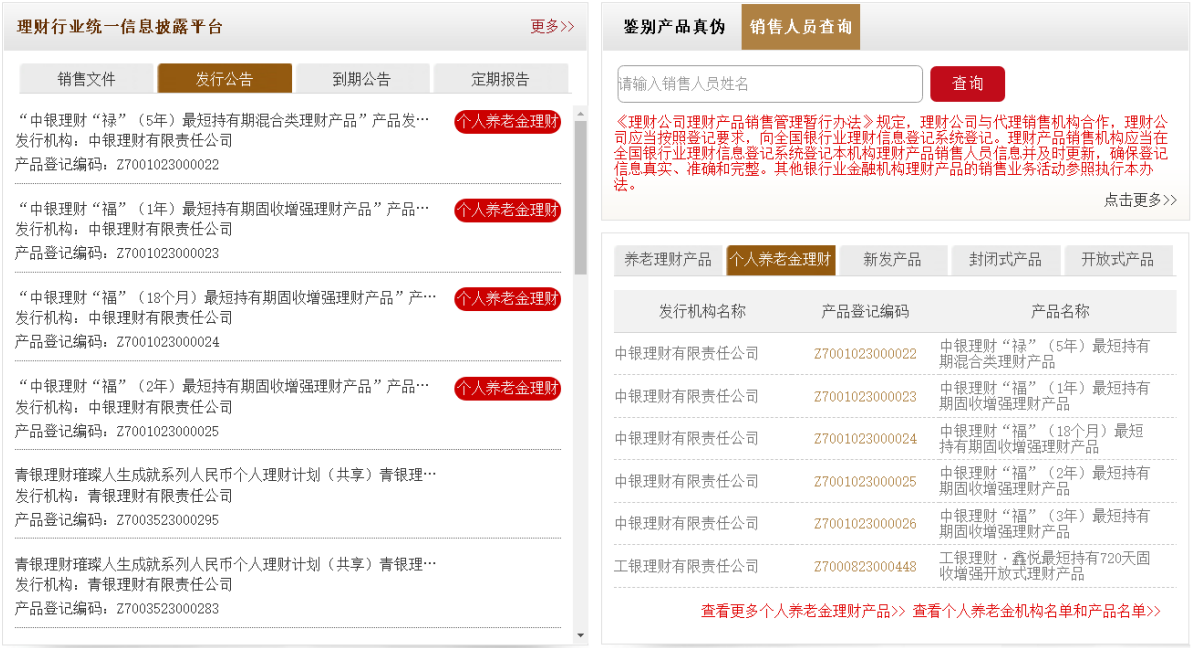 理财行业统一信息披露平台
更多>>
销售文件
发行公告
到期公告
定期报告
“中银理财“禄”（5年）最短持有期混合类理财产品”产品发…
个人养老金理财
发行机构：中银理财有限责任公司
产品登记编码：Z7001023000022
“中银理财“福”（1年）最短持有期固收增强理财产品”产品…
个人养老金理财
发行机构：中银理财有限责任公司
产品登记编码：Z7001023000023
“中银理财“福”（18个月）最短持有期固收增强理财产品”产…
个人养老金理财
发行机构：中银理财有限责任公司
产品登记编码：Z7001023000024
“中银理财“福”（2年）最短持有期固收增强理财产品”产品…
个人养老金理财
发行机构：中银理财有限责任公司
产品登记编码：Z7001023000025
青银理财璀璨人生成就系列人民币个人理财计划（共享）青银理…
发行机构：青银理财有限责任公司
产品登记编码：Z7003523000295
青银理财璀璨人生成就系列人民币个人理财计划（共享）青银理…
发行机构：青银理财有限责任公司
产品登记编码：Z7003523000283
鉴别产品真伪
销售人员查询
请输入销售人员姓名
查询
《理财公司理财产品销售管理暂行办法》规定，理财公司与代理销售机构合作，理财公
司应当按照登记要求，向全国银行业理财信息登记系统登记。理财产品销售机构应当在
全国银行业理财信息登记系统登记本机构理财产品销售人员信息并及时更新，确保登记
信息真实、准确和完整。其他银行业金融机构理财产品的销售业务活动参照执行本办
法。
点击更多>>
养老理财产品
个人养老金理财
新发产品
封闭式产品
开放式产品
发行机构名称
产品登记编码
产品名称
中银理财有限责任公司
Z7001023000022
中银理财“禄”（5年）最短持有
期混合类理财产品
中银理财有限责任公司
Z7001023000023
中银理财“福”（1年）最短持有
期固收增强理财产品
中银理财有限责任公司
Z7001023000024
中银理财“福”（18个月）最短
持有期固收增强理财产品
中银理财有限责任公司
Z7001023000025
中银理财“福”（2年）最短持有
期固收增强理财产品
中银理财有限责任公司
Z7001023000026
中银理财“福”（3年）最短持有
期固收增强理财产品
工银理财有限责任公司
Z7000823000448
工银理财·鑫悦最短持有720天固
收增强开放式理财产品
查看更多个人养老金理财产品>>
查看个人养老金机构名单和产品名单>>